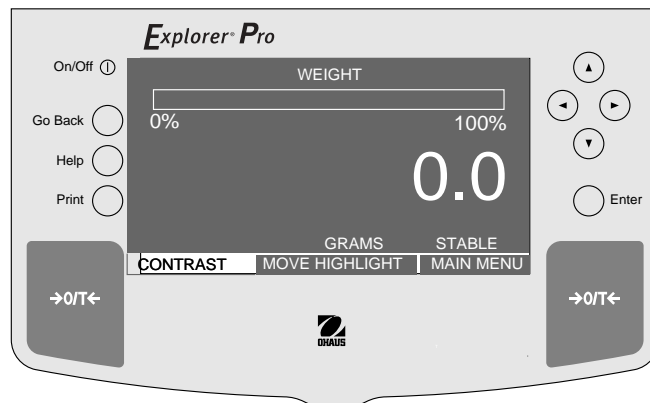 Explorer® Pro
On/Off
WEIGHT
Go Back
0% 100%
Help
0.0
Print
Enter
GRAMS STABLE
CONTRAST MOVE HIGHLIGHT MAIN MENU
→0/T← →0/T←
OHAUS